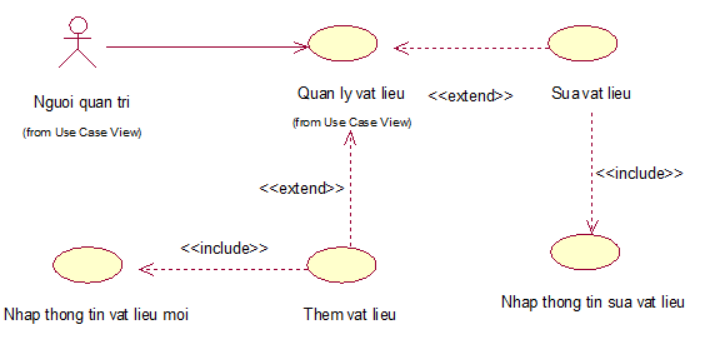 Nguoi quan tri
(from Use Case View)
Quan ly vat lieu
(from Use Case View)
<<extend>>
Sua vat lieu
<<extend>>
<<include>>
<<include>>
Nhap thong tin vat lieu moi
Them vat lieu
Nhap thong tin sua vat lieu